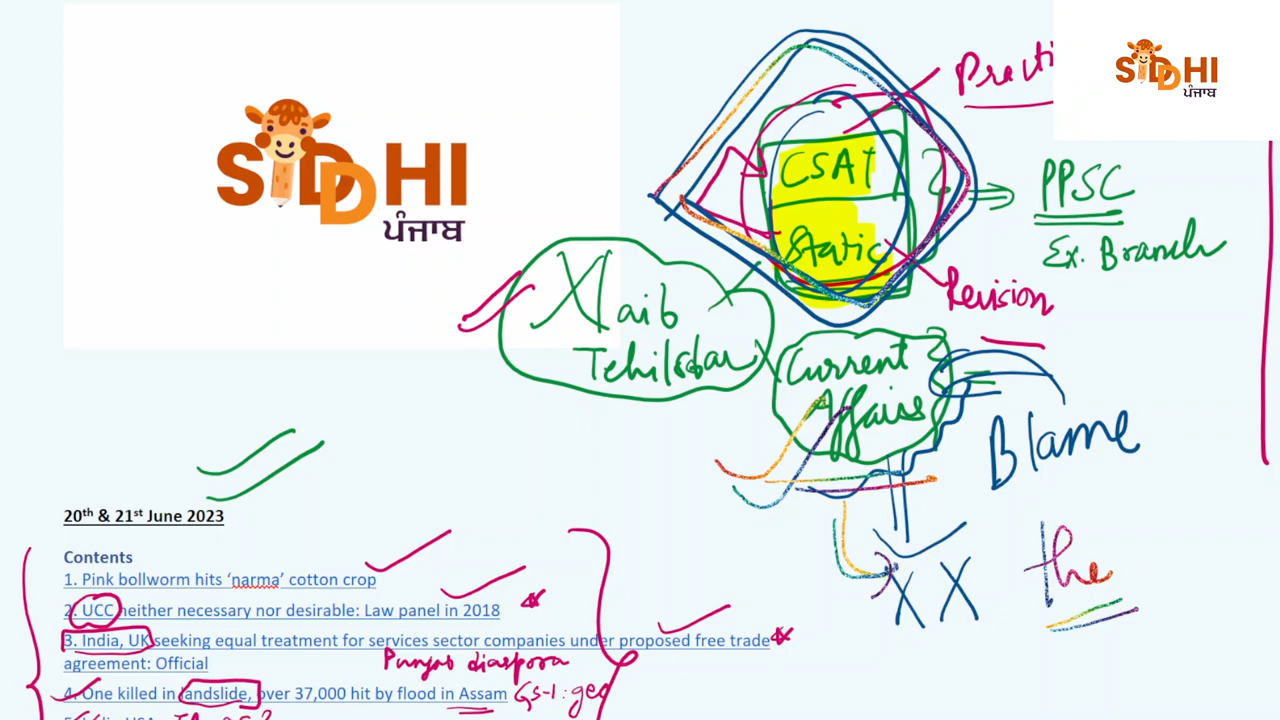 SIDDHI
ਪੰਜਾਬ
SIDDHI
ਪੰਜਾਬ
CSAT
Static
PPSC
Ex. Branch
Revision
Naib
Current
Affairs
Blame
the
X X
20th & 21st June 2023
Contents
1. Pink bollworm hits ‘narma’ cotton crop
2. UCC neither necessary nor desirable: Law panel in 2018
3. India, UK seeking equal treatment for services sector companies under proposed free trade
agreement: Official
Punjab diaspora
4. One killed in landslide, over 37,000 hit by flood in Assam
GS-1: geo